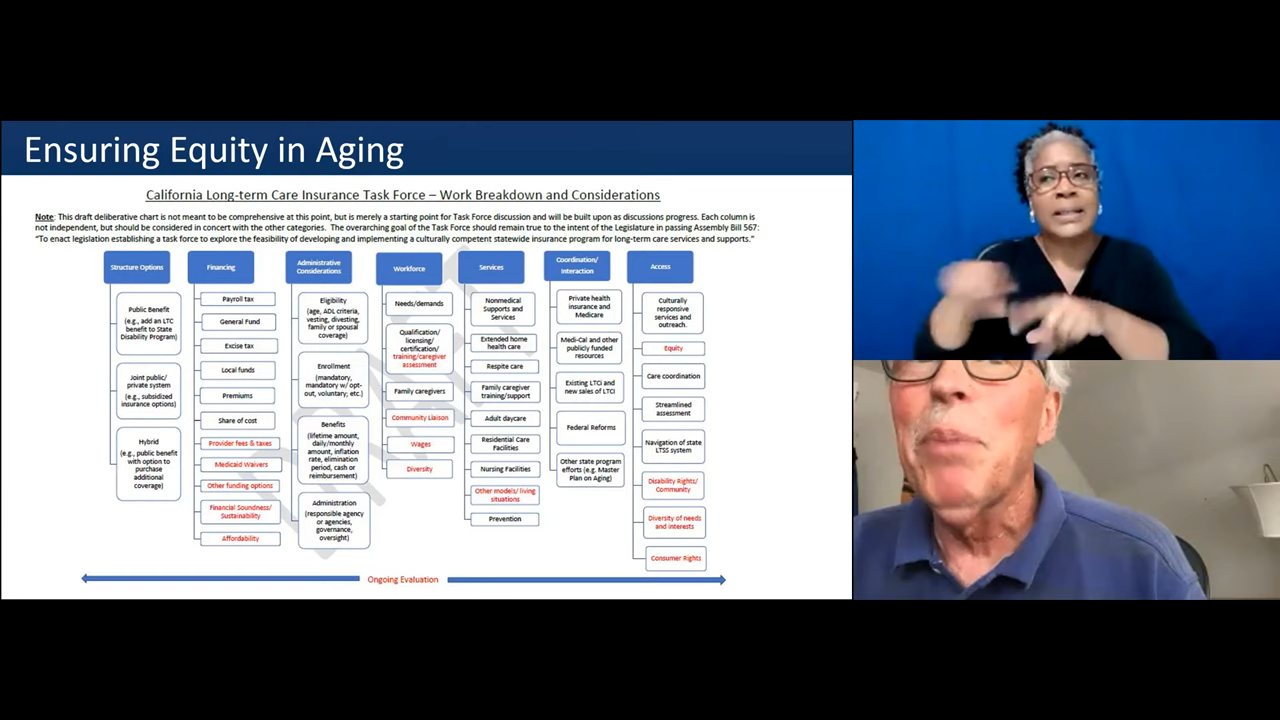 Ensuring Equity in Aging
California Long-term Care Insurance Task Force – Work Breakdown and Considerations
Note: This draft deliberative chart is not meant to be comprehensive at this point, but is merely a starting point for Task Force discussion and will be built upon as discussions progress. Each column is
not independent, but should be considered in concert with the other categories. The overarching goal of the Task Force should remain true to the intent of the Legislature in passing Assembly Bill 567:
"To enact legislation establishing a task force to explore the feasibility of developing and implementing a culturally competent statewide insurance program for long-term care services and supports."
Structure Options
Public Benefit
(e.g., add an LTC
benefit to State
Disability Program)
Joint public/
private system
(e.g., subsidized
insurance options)
Hybrid
(e.g., public benefit
with option to
purchase
additional
coverage)
Financing
Payroll tax
General Fund
Excise tax
Local funds
Premiums
Share of cost
Provider fees & taxes
Medicaid Waivers
Other funding options
Financial Soundness/
Sustainability
Affordability
Administrative
Considerations
Eligibility
(age, ADL criteria,
vesting, divesting,
family or spousal
coverage)
Enrollment
(mandatory,
mandatory w/ opt-
out, voluntary; etc.)
Benefits
(lifetime amount,
daily/monthly
amount, inflation
rate, elimination
period, cash or
reimbursement)
Administration
(responsible agency
or agencies,
governance,
oversight)
Workforce
Needs/demands
Qualification/
licensing/
certification/
training/caregiver
assessment
Family caregivers
Community Liaison
Wages
Diversity
Services
Nonmedical
Supports and
Services
Extended home
health care
Respite care
Family caregiver
training/support
Adult daycare
Residential Care
Facilities
Nursing Facilities
Other models/ living
situations
Prevention
Coordination/
Interaction
Private health
insurance and
Medicare
Medi-Cal and other
publicly funded
resources
Existing LTCI and
new sales of LTCI
Federal Reforms
Other state program
efforts (e.g. Master
Plan on Aging)
Access
Culturally
responsive
services and
outreach.
Equity
Care coordination
Streamlined
assessment
Navigation of state
LTSS system
Disability Rights/
Community
Diversity of needs
and interests
Consumer Rights
Ongoing Evaluation
DRAFT